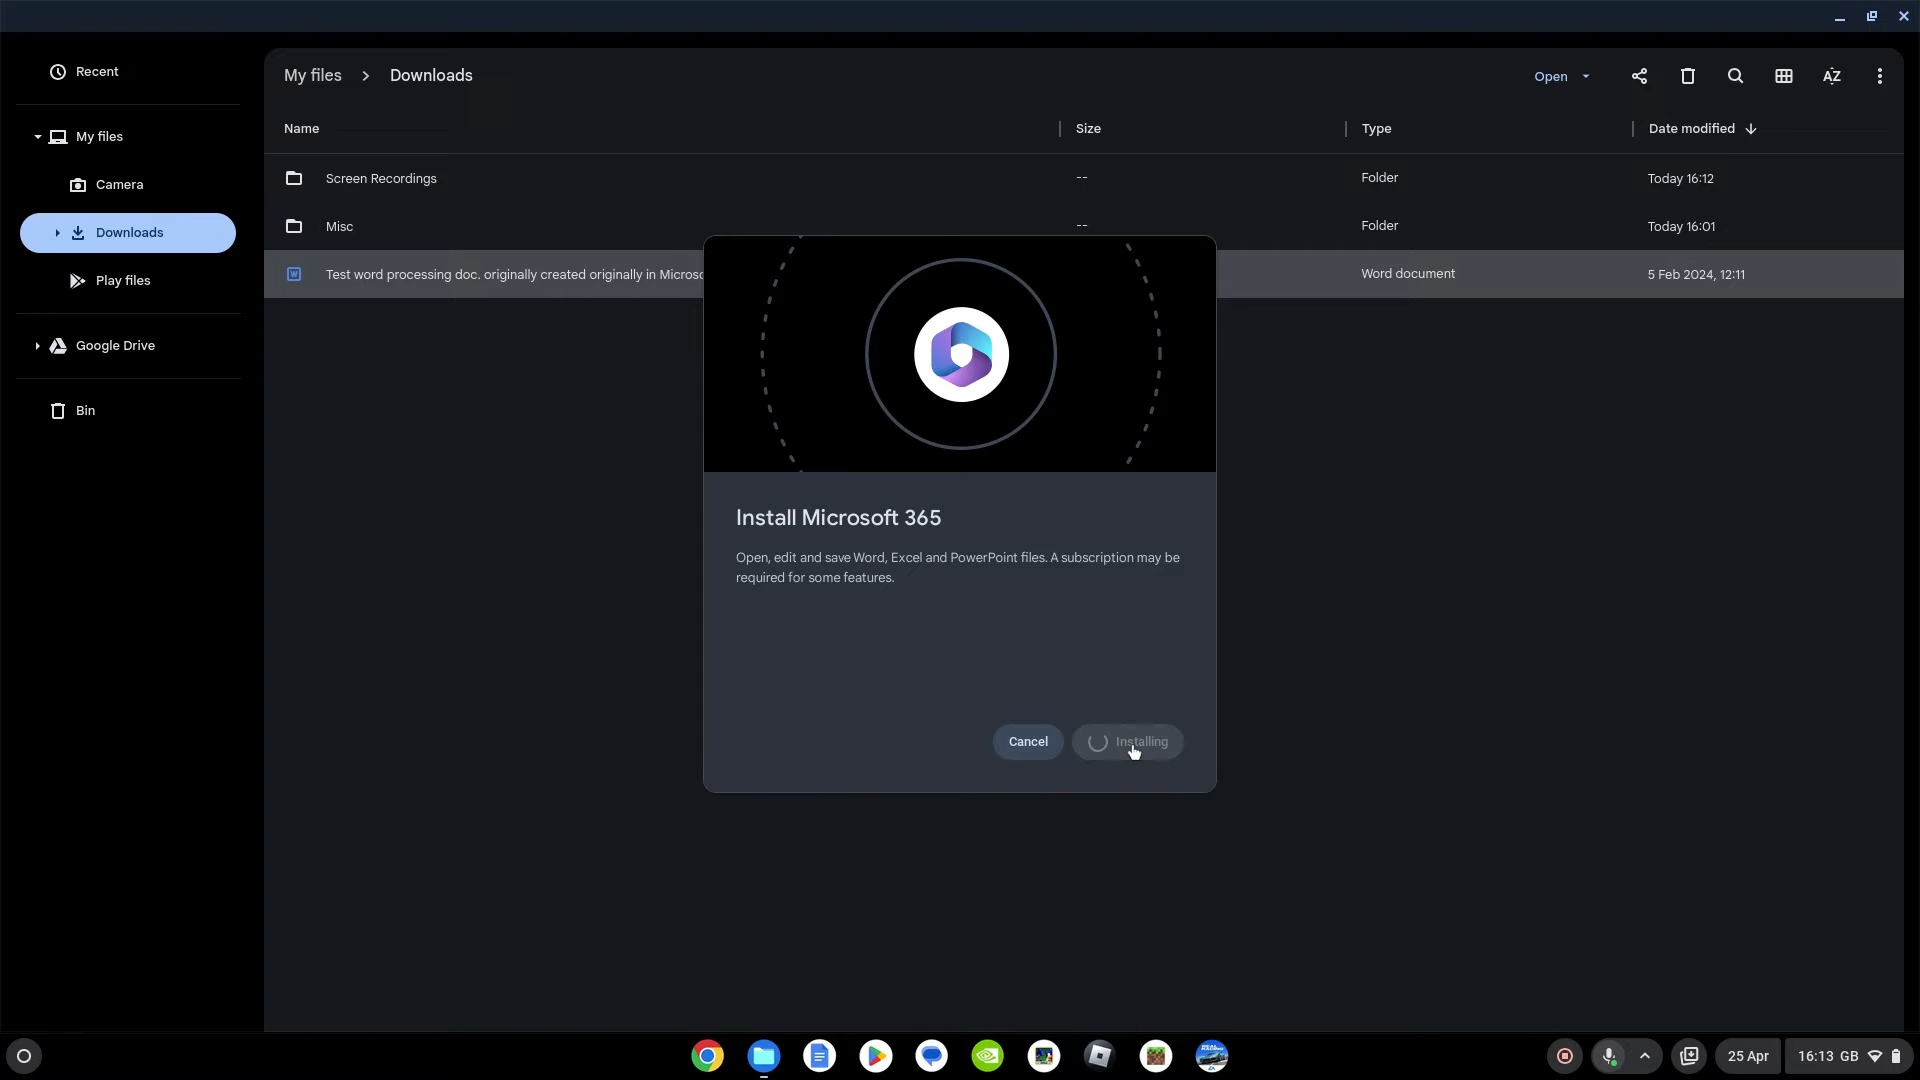 Recent
My files
Camera
Downloads
Play files
Google Drive
Bin
My files Downloads
Open
AZ
Name Size Type Date modified
Screen Recordings -- Folder Today 16:12
Misc -- Folder Today 16:01
Test word processing doc. originally created originally in Word document 5 Feb 2024, 12:11
Install Microsoft 365
Open, edit and save Word, Excel and PowerPoint files. A subscription may be
required for some features.
Cancel Installing
25 Apr 16:13 GB